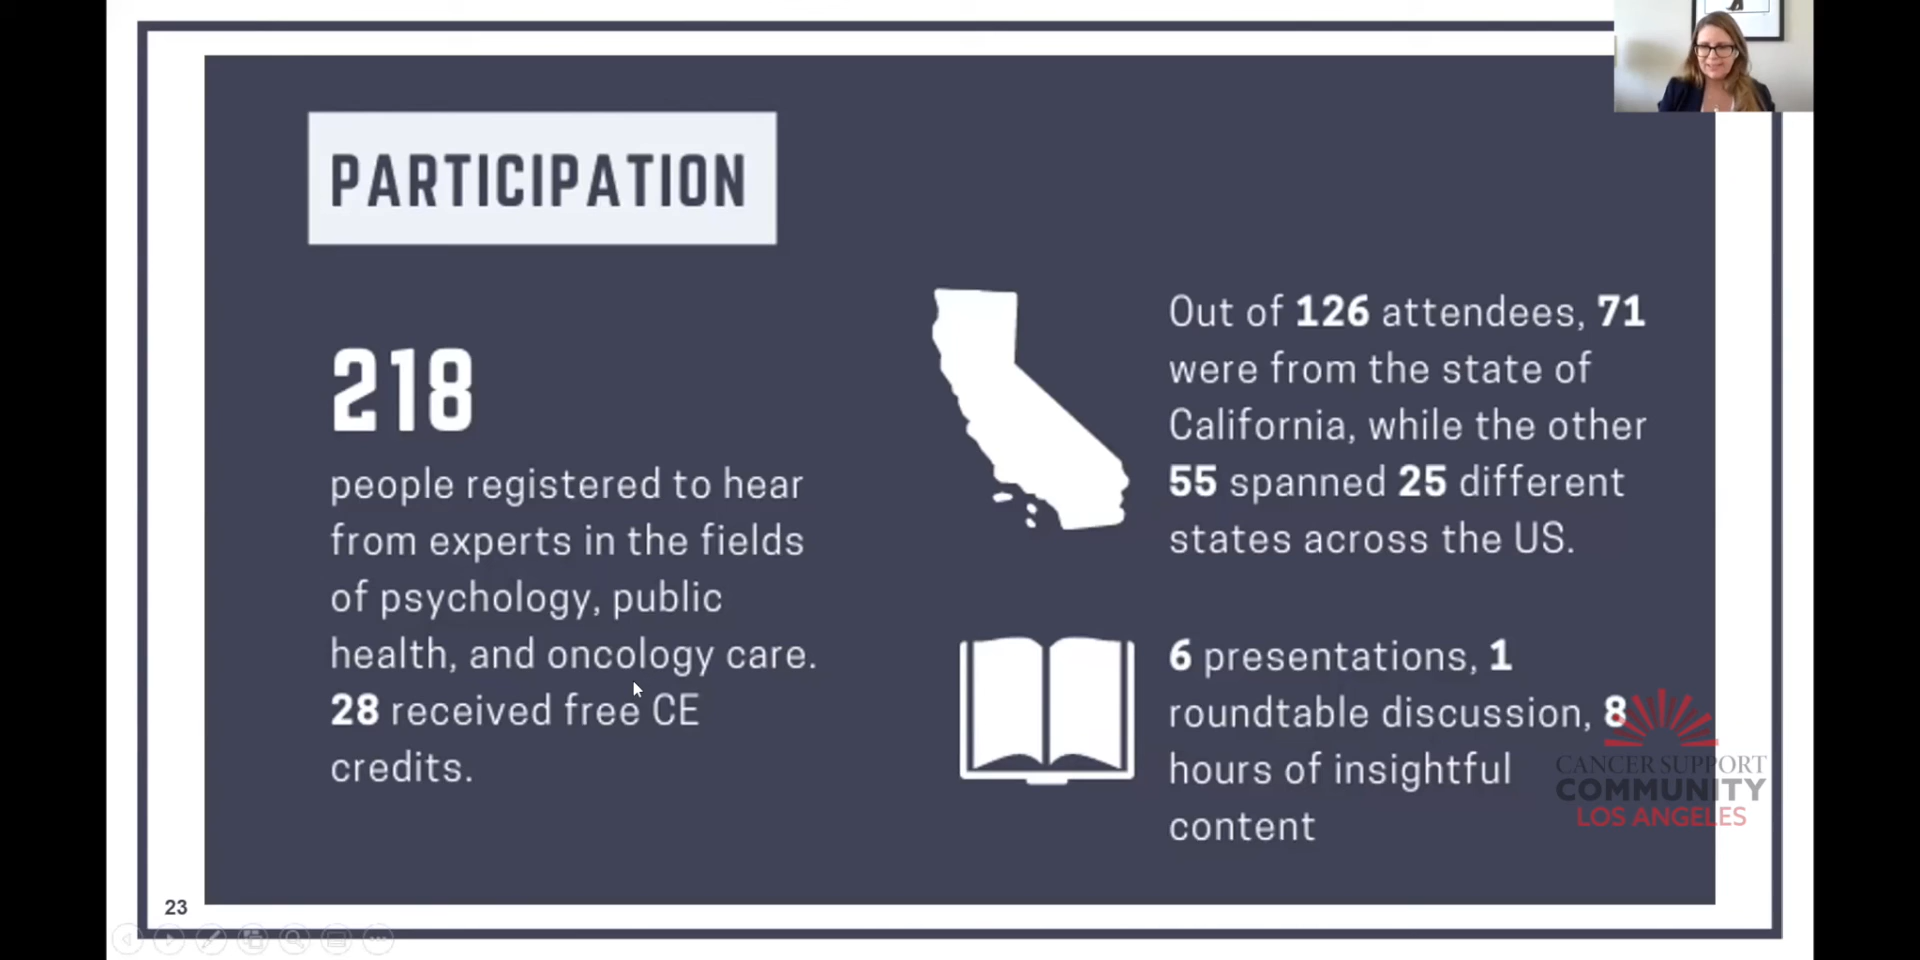 PARTICIPATION
218
people registered to hear
from experts in the fields
of psychology, public
health, and oncology care.
28 received free CE
credits.
Out of 126 attendees, 71
were from the state of
California, while the other
55 spanned 25 different
states across the US.
6 presentations, 1
roundtable discussion, 8
hours of insightful
content
CANCER SUPPORT
COMMUNITY
LOS ANGELES
23